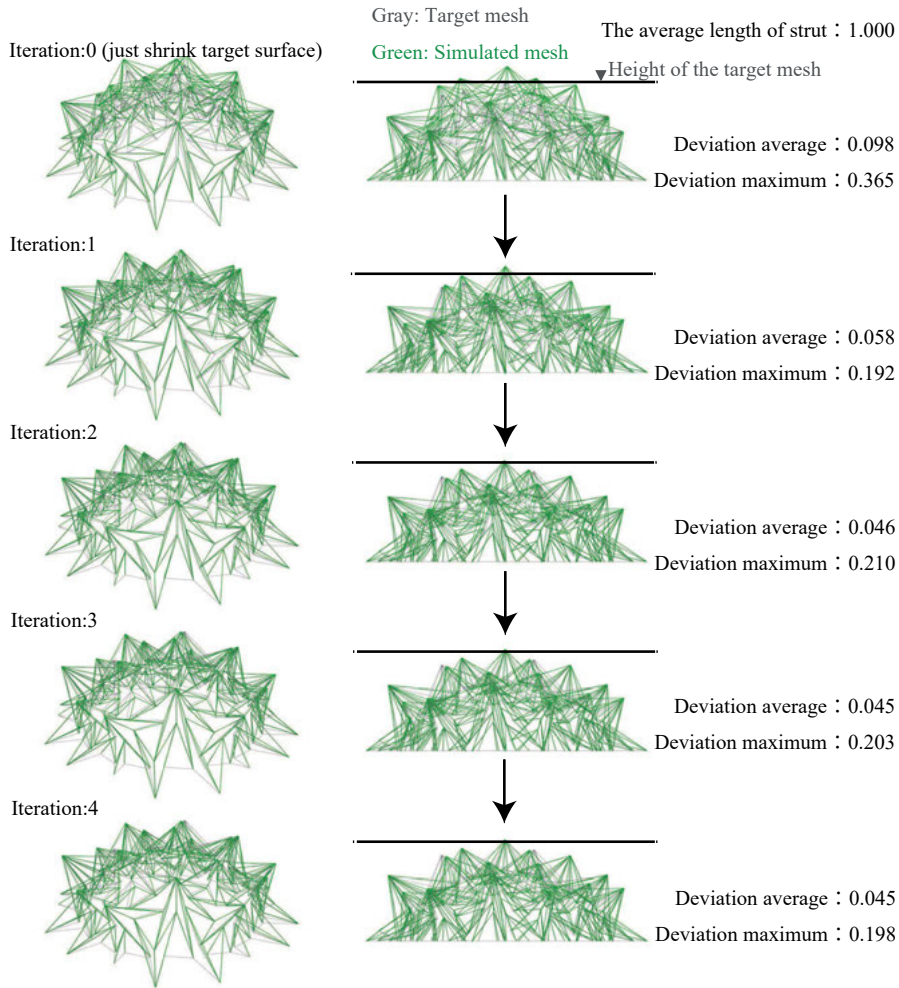 Gray: Target mesh
The average length of strut：1.000
Iteration:0 (just shrink target surface)
Green: Simulated mesh
▼Height of the target mesh
Deviation average：0.098
Deviation maximum：0.365
Iteration:1
Deviation average：0.058
Deviation maximum：0.192
Iteration:2
Deviation average：0.046
Deviation maximum：0.210
Iteration:3
Deviation average：0.045
Deviation maximum：0.203
Iteration:4
Deviation average：0.045
Deviation maximum：0.198